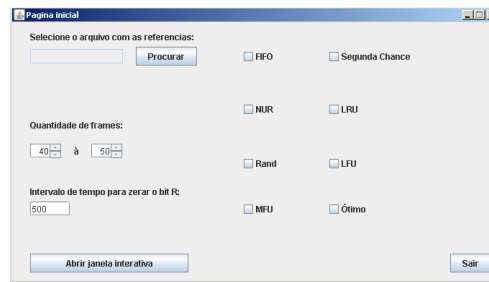 Pagina inicial
Selecione o arquivo com as referencias:
Procurar
FIFO
Segunda Chance
NUR
LRU
Quantidade de frames:
40 à 50
Rand
LFU
Intervalo de tempo para zerar o bit R:
500
MFU
Ótimo
Abrir janela interativa
Sair